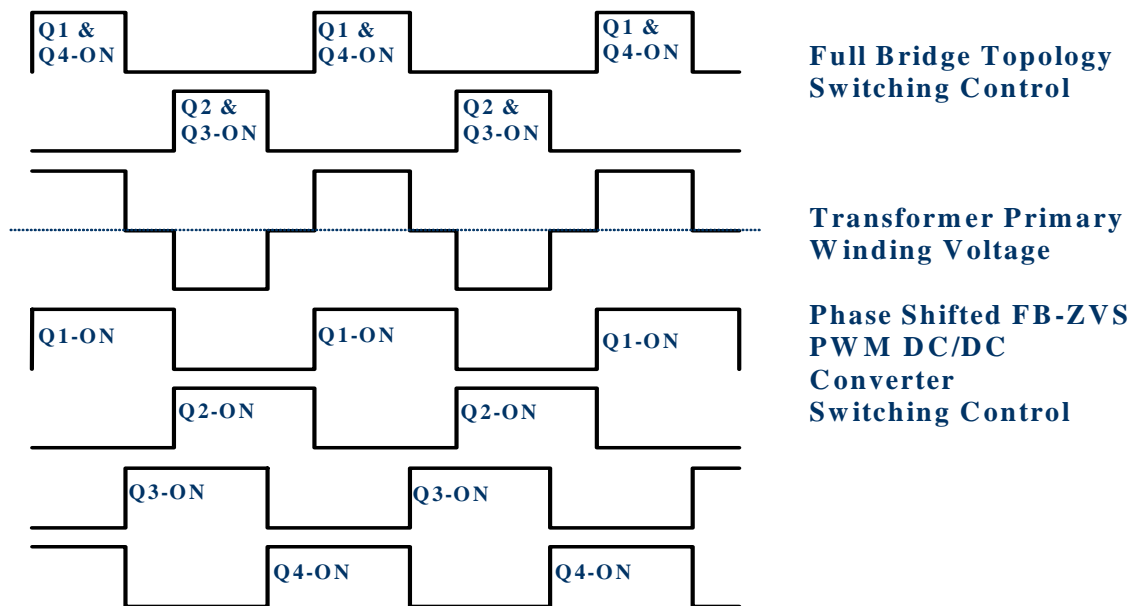 Q1 &
Q4-ON
Q1 &
Q4-ON
Q1 &
Q4-ON
Full Bridge Topology
Switching Control
Q2 &
Q3-ON
Q2 &
Q3-ON
Transformer Primary
Winding Voltage
Q1-ON
Q1-ON
Q1-ON
Phase Shifted FB-ZVS
PWM DC/DC
Converter
Switching Control
Q2-ON
Q2-ON
Q3-ON
Q3-ON
Q4-ON
Q4-ON